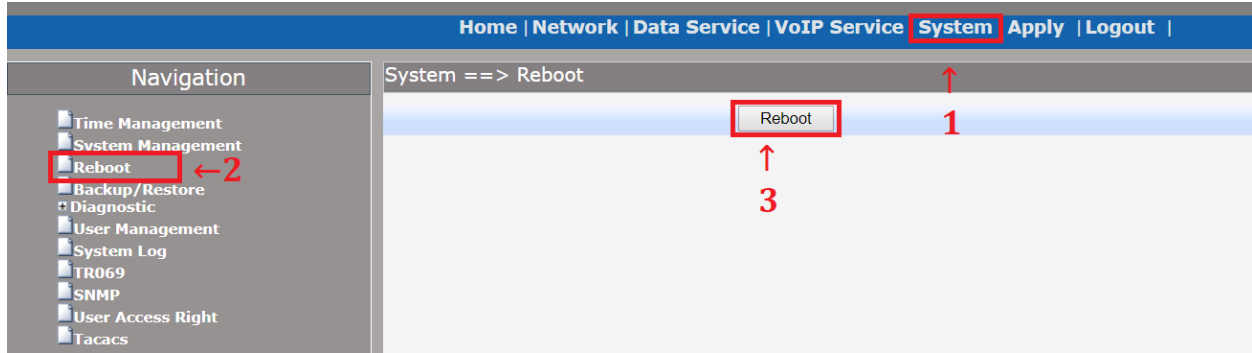 Home | Network | Data Service | VoIP Service System Apply | Logout |
Navigation
System ==> Reboot
↑
1
Reboot
↑
3
Time Management
System Management
Reboot
←2
Backup/Restore
Diagnostic
User Management
System Log
TR069
SNMP
User Access Right
Tacacs